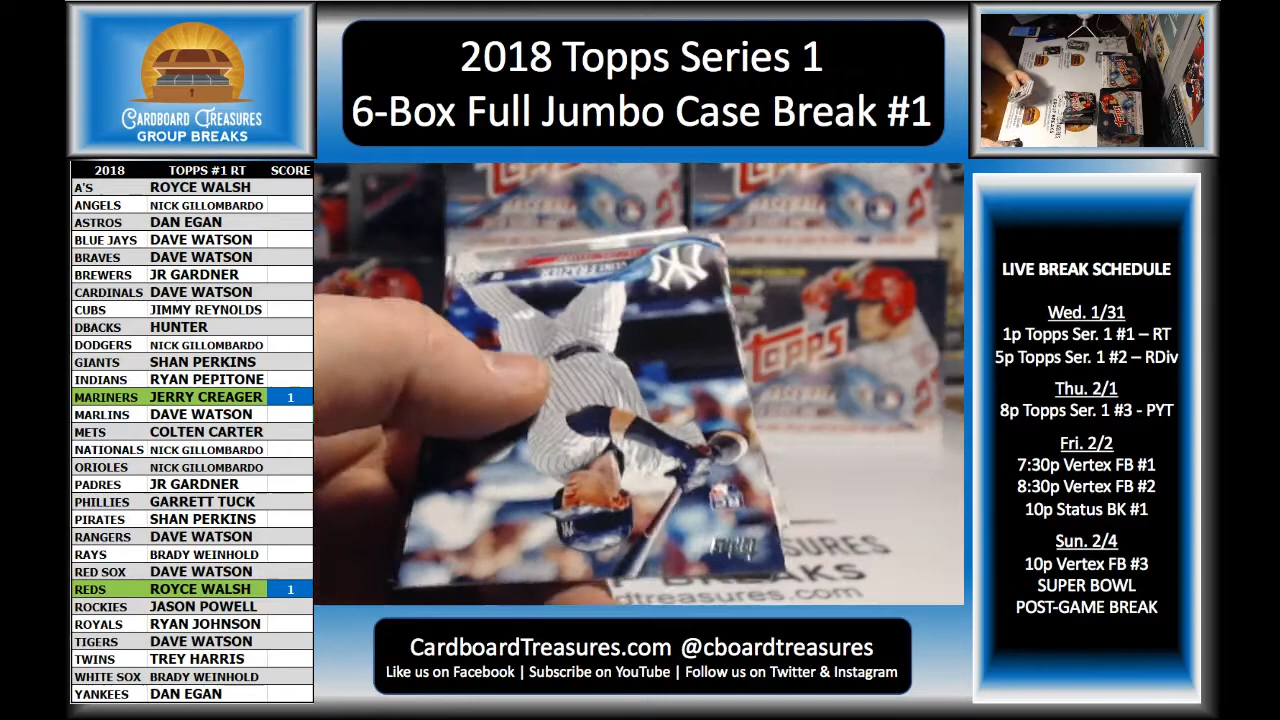 CARDBOARD TREASURES
GROUP BREAKS
2018 Topps Series 1
6-Box Full Jumbo Case Break #1
2018 TOPPS #1 RT SCORE
A'S ROYCE WALSH
ANGELS NICK GILLOMBARDO
ASTROS DAN EGAN
BLUE JAYS DAVE WATSON
BRAVES DAVE WATSON
BREWERS JR GARDNER
CARDINALS DAVE WATSON
CUBS JIMMY REYNOLDS
DBACKS HUNTER
DODGERS NICK GILLOMBARDO
GIANTS SHAN PERKINS
INDIANS RYAN PEPITONE
MARINERS JERRY CREAGER 1
MARLINS DAVE WATSON
METS COLTEN CARTER
NATIONALS NICK GILLOMBARDO
ORIOLES NICK GILLOMBARDO
PADRES JR GARDNER
PHILLIES GARRETT TUCK
PIRATES SHAN PERKINS
RANGERS DAVE WATSON
RAYS BRADY WEINHOLD
RED SOX DAVE WATSON
REDS ROYCE WALSH 1
ROCKIES JASON POWELL
ROYALS RYAN JOHNSON
TIGERS DAVE WATSON
TWINS TREY HARRIS
WHITE SOX BRADY WEINHOLD
YANKEES DAN EGAN
TOPPS
CLINT FRAZIER
NY
RC
SURES
dtreasures.com
LIVE BREAK SCHEDULE
Wed. 1/31
1p Topps Ser. 1 #1 – RT
5p Topps Ser. 1 #2 – RDiv
Thu. 2/1
8p Topps Ser. 1 #3 - PYT
Fri. 2/2
7:30p Vertex FB #1
8:30p Vertex FB #2
10p Status BK #1
Sun. 2/4
10p Vertex FB #3
SUPER BOWL
POST-GAME BREAK
CardboardTreasures.com @cboardtreasures
Like us on Facebook | Subscribe on YouTube | Follow us on Twitter & Instagram